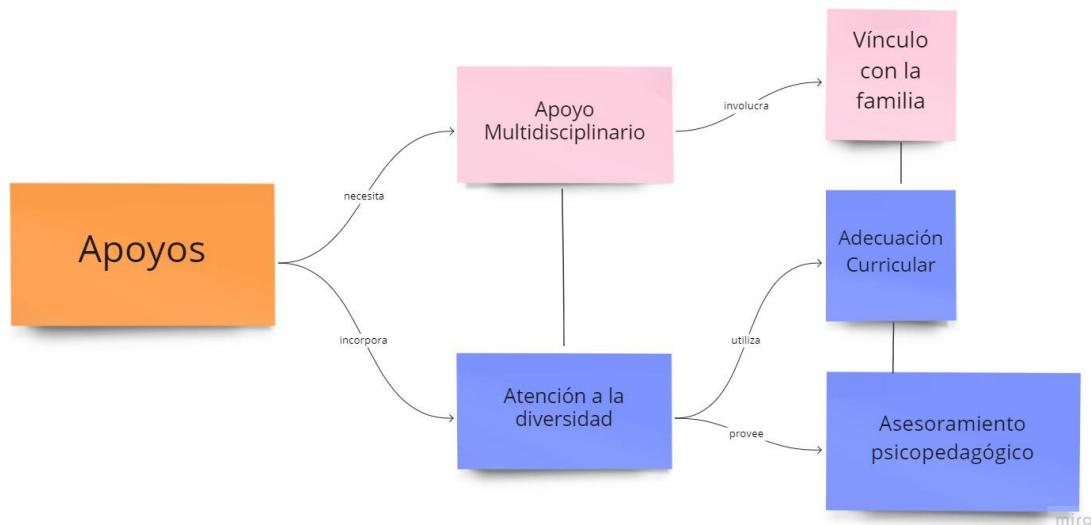 Apoyos
necesita
incorpora
Apoyo
Multidisciplinario
Atención a la
diversidad
involucra
utiliza
provee
Vínculo
con la
familia
Adecuación
Curricular
Asesoramiento
psicopedagógico
miro